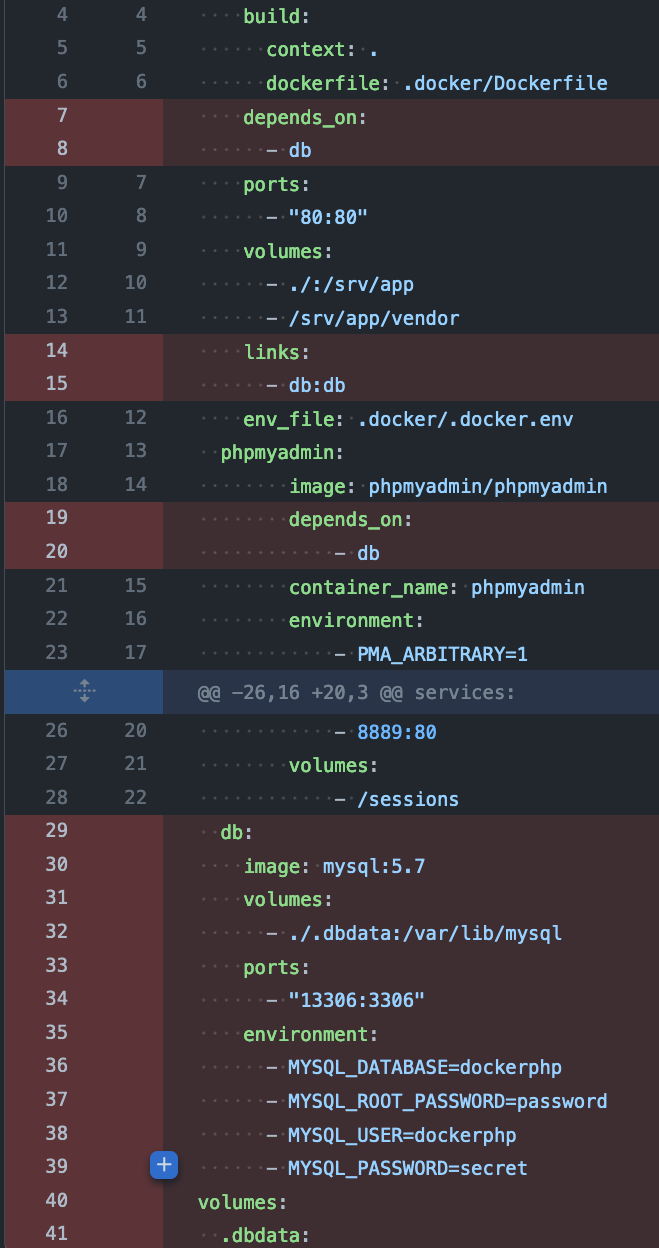 4 4 build:
5 5 context: .
6 6 dockerfile: .docker/Dockerfile
7 depends_on:
8 - db
9 7 ports:
10 8 - "80:80"
11 9 volumes:
12 10 - ./:/srv/app
13 11 - /srv/app/vendor
14 links:
15 - db:db
16 12 env_file: .docker/.docker.env
17 13 phpmyadmin:
18 14 image: phpmyadmin/phpmyadmin
19 depends_on:
20 - db
21 15 container_name: phpmyadmin
22 16 environment:
23 17 - PMA_ARBITRARY=1
@@ -26,16 +20,3 @@ services:
26 20 - 8889:80
27 21 volumes:
28 22 - /sessions
29 db:
30 image: mysql:5.7
31 volumes:
32 - ./.dbdata:/var/lib/mysql
33 ports:
34 - "13306:3306"
35 environment:
36 - MYSQL_DATABASE=dockerphp
37 - MYSQL_ROOT_PASSWORD=password
38 - MYSQL_USER=dockerphp
39 + - MYSQL_PASSWORD=secret
40 volumes:
41 .dbdata: